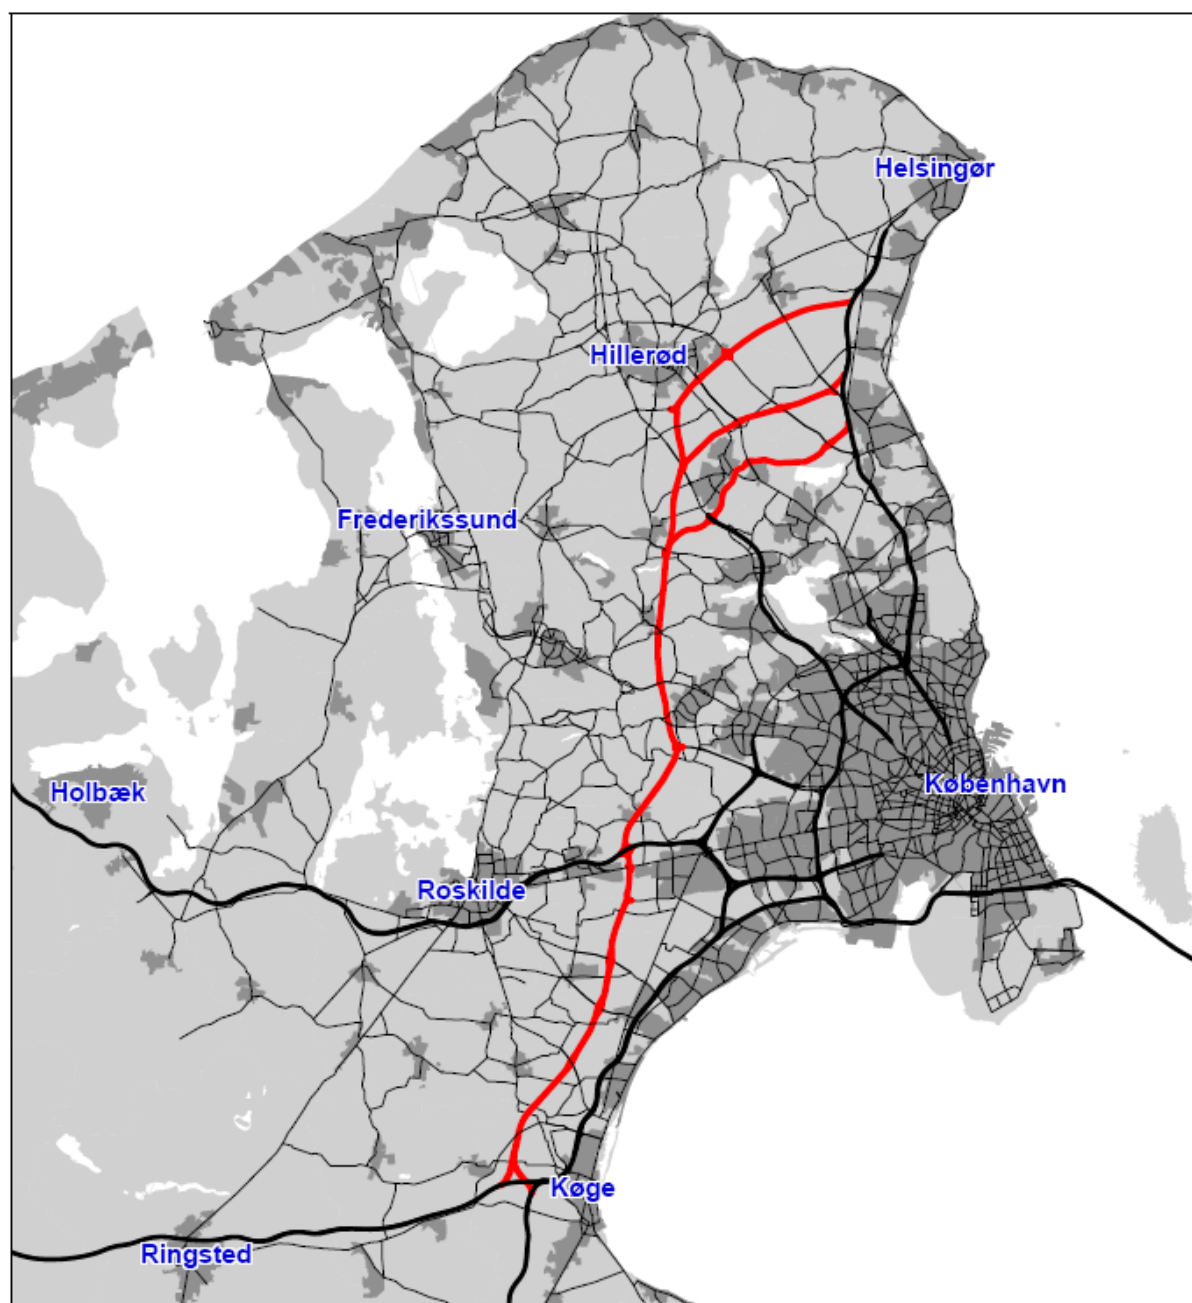 Helsingør
Hillerød
Frederikssund
Holbæk
København
Roskilde
Køge
Ringsted